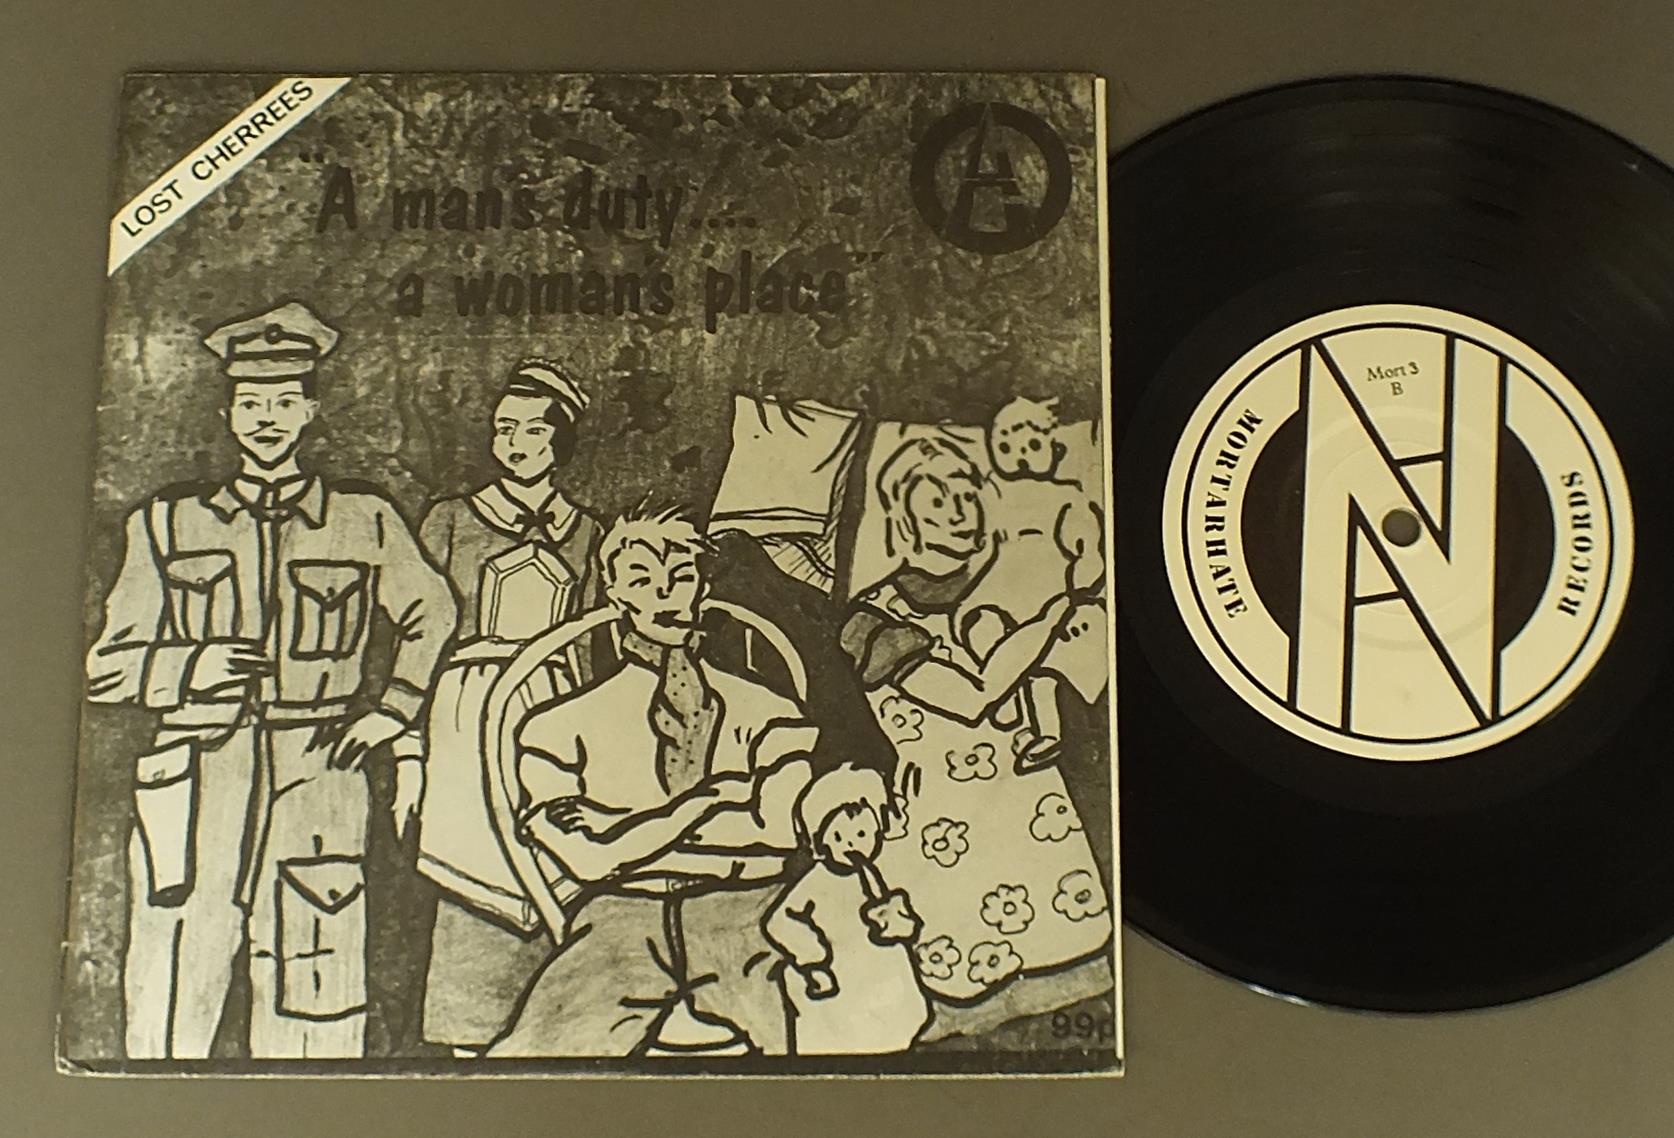 LOST CHERREES
"A man's duty....
a woman's place"
99p
Mort 3
B
MORTARHATE
RECORDS